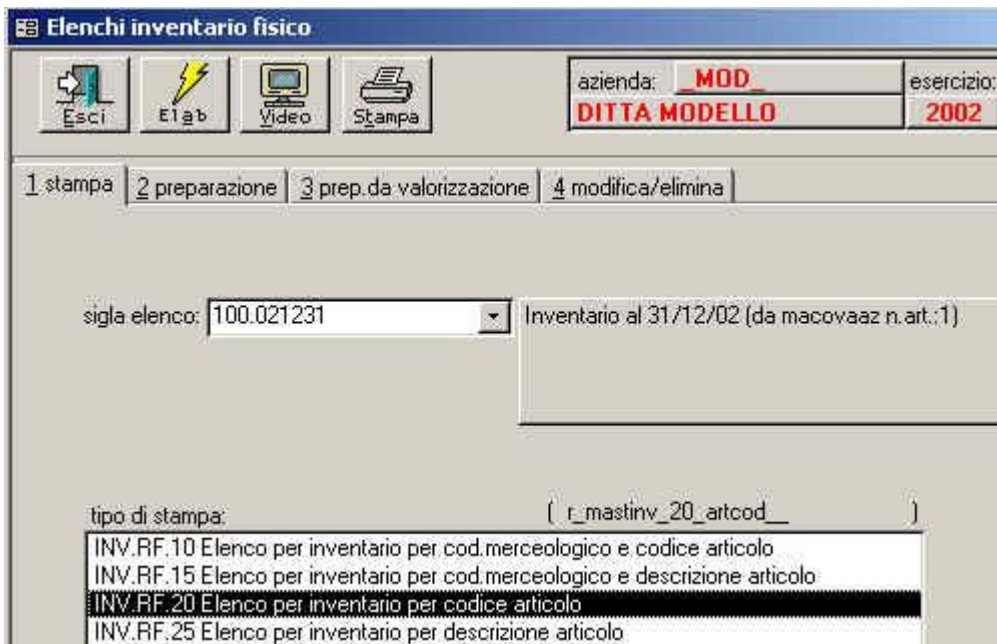 Elenchi inventario fisico
Esci Elab Video Stampa
azienda: _MOD_ esercizio:
DITTA MODELLO 2002
1 stampa 2 preparazione 3 prep.da valorizzazione 4 modifica/elimina
sigla elenco: 100.021231 Inventario al 31/12/02 (da macovaaz n.art.:1)
tipo di stampa: ( r_mastinv_20_artcod__ )
INV.RF.10 Elenco per inventario per cod.merceologico e codice articolo
INV.RF.15 Elenco per inventario per cod.merceologico e descrizione articolo
INV.RF.20 Elenco per inventario per codice articolo
INV.RF.25 Elenco per inventario per descrizione articolo